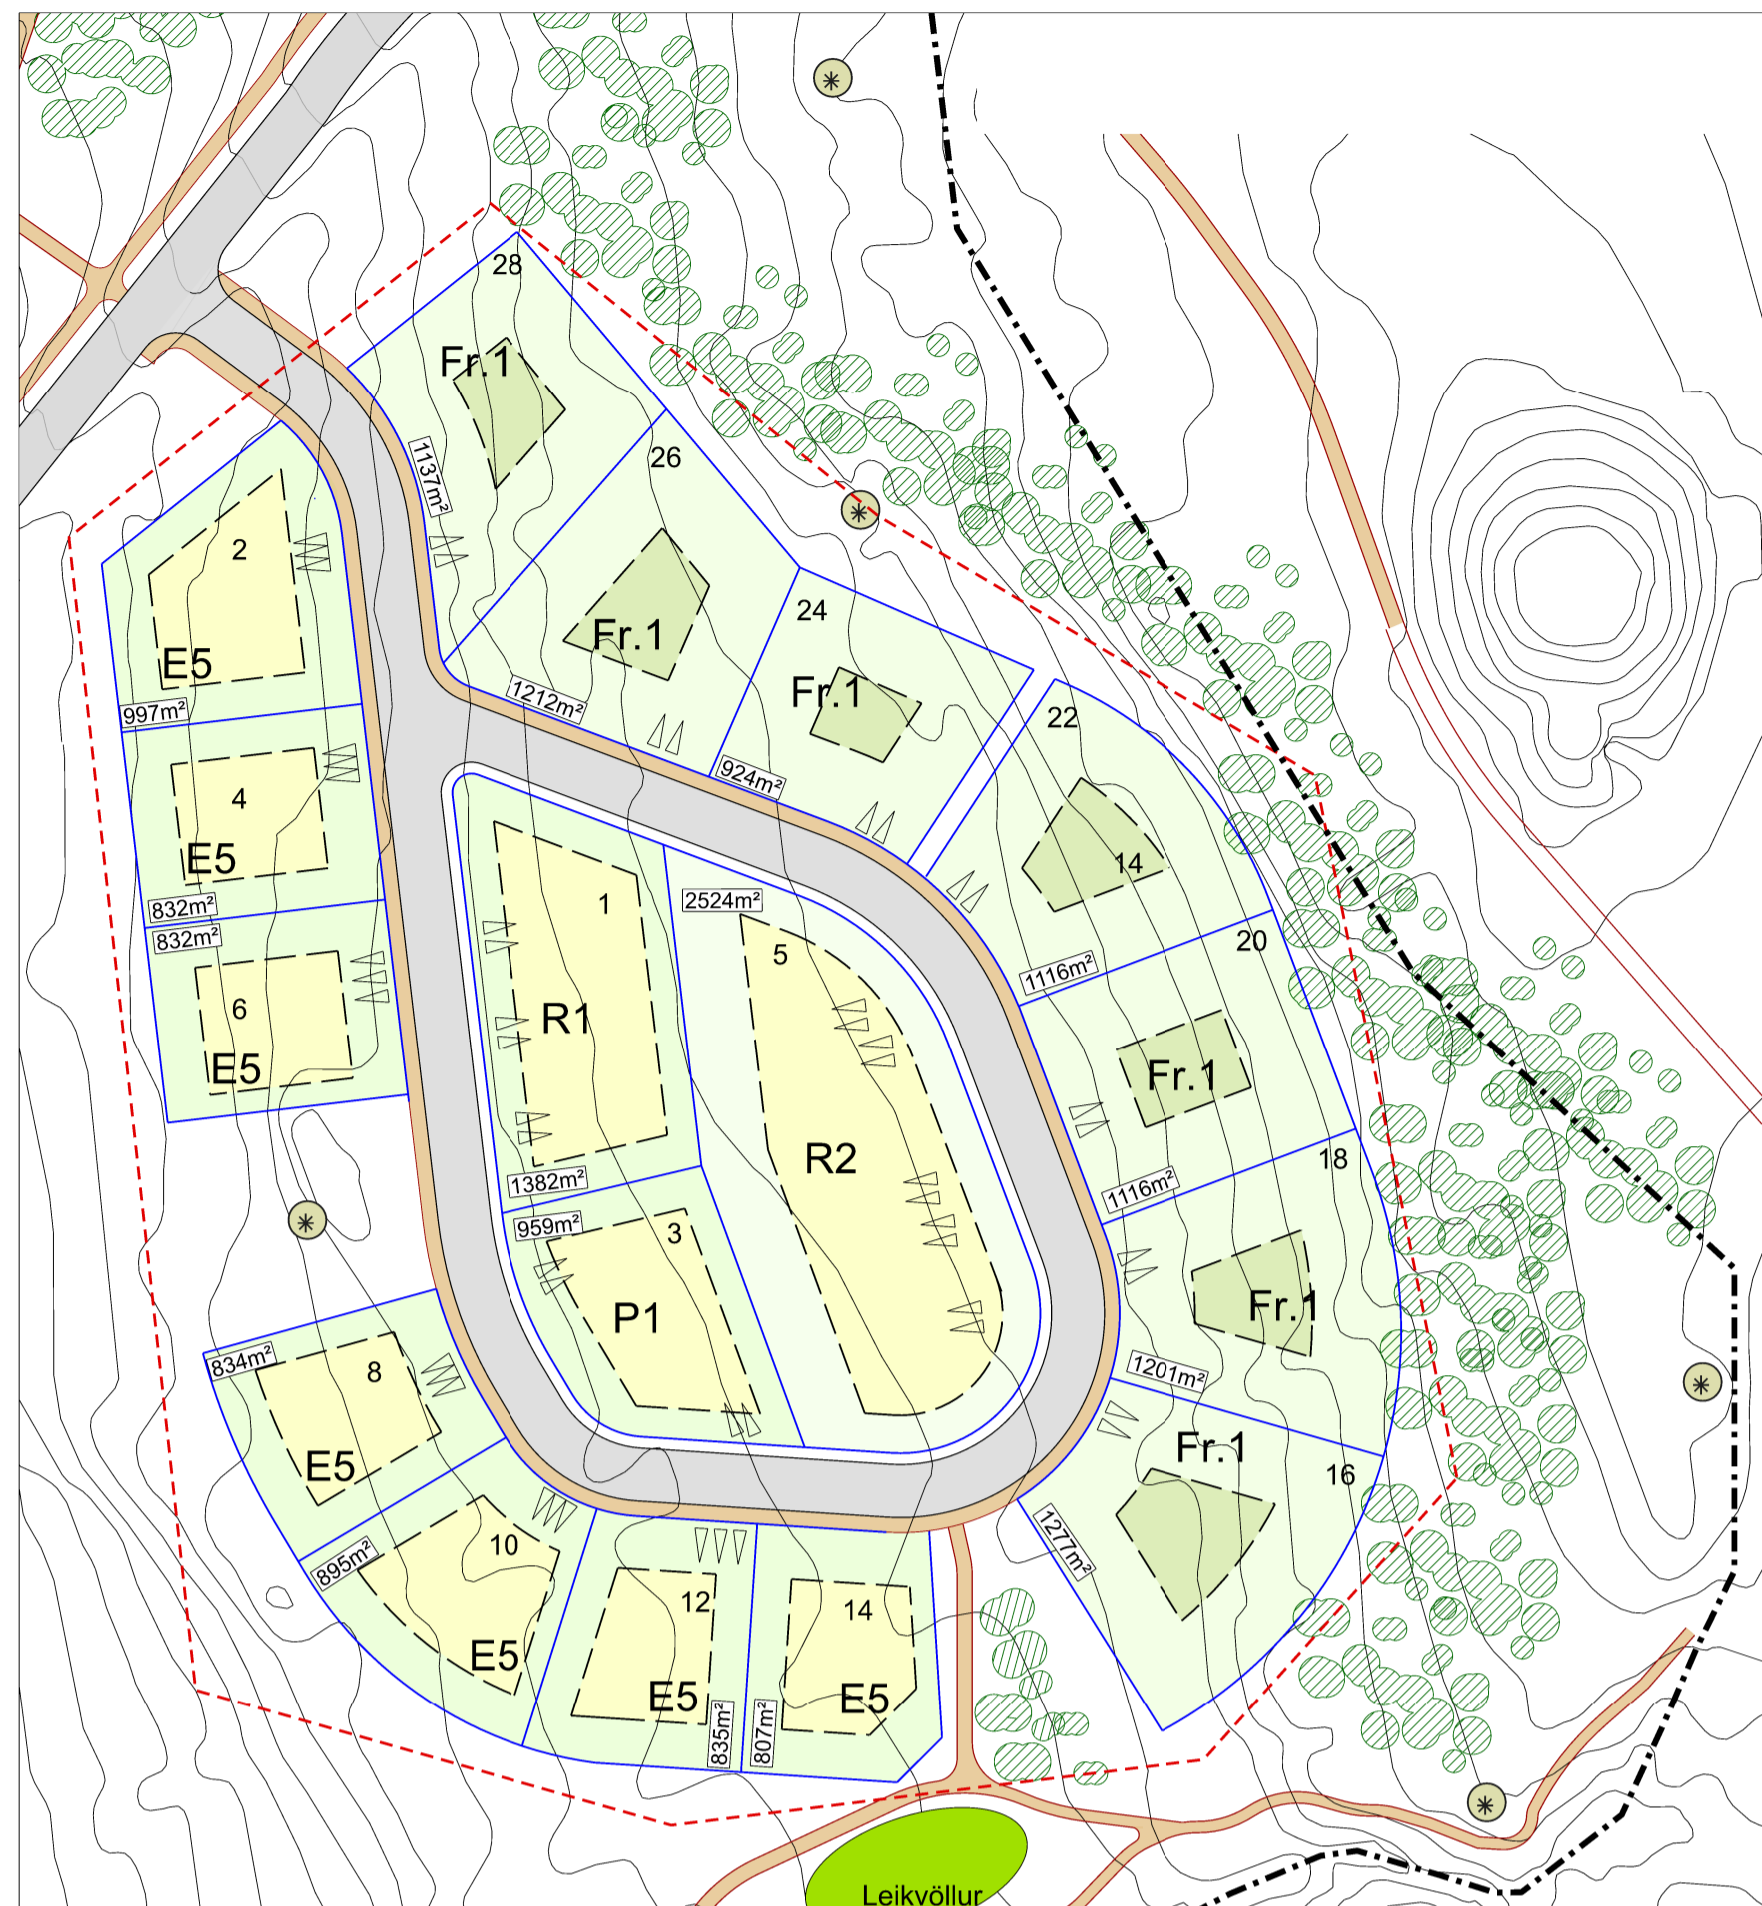 28
Fr.1
1137m²
26
2
Fr.1
1212m²
24
E5
Fr.1
997m²
22
924m²
4
E5
14
832m²
1
2524m²
832m²
5
20
6
R1
1116m²
E5
Fr.1
R2
18
1382m²
1116m²
959m²
3
P1
Fr.1
834m²
8
1201m²
E5
Fr.1
16
895m²
10
1277m²
E5
12
14
E5
E5
835m²
807m²
Leikvöllur